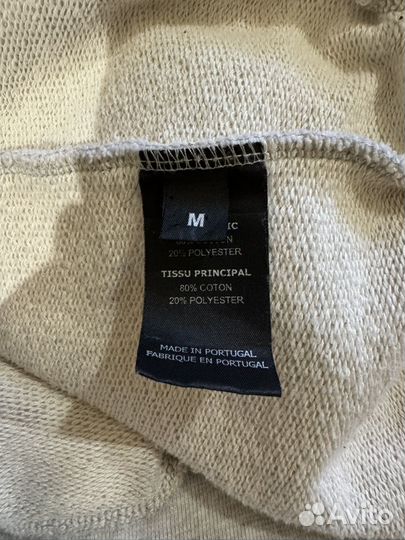 M
20% POLYESTER
TISSU PRINCIPAL
80% COTON
20% POLYESTER
MADE IN PORTUGAL
FABRIQUE EN PORTUGAL
Avito